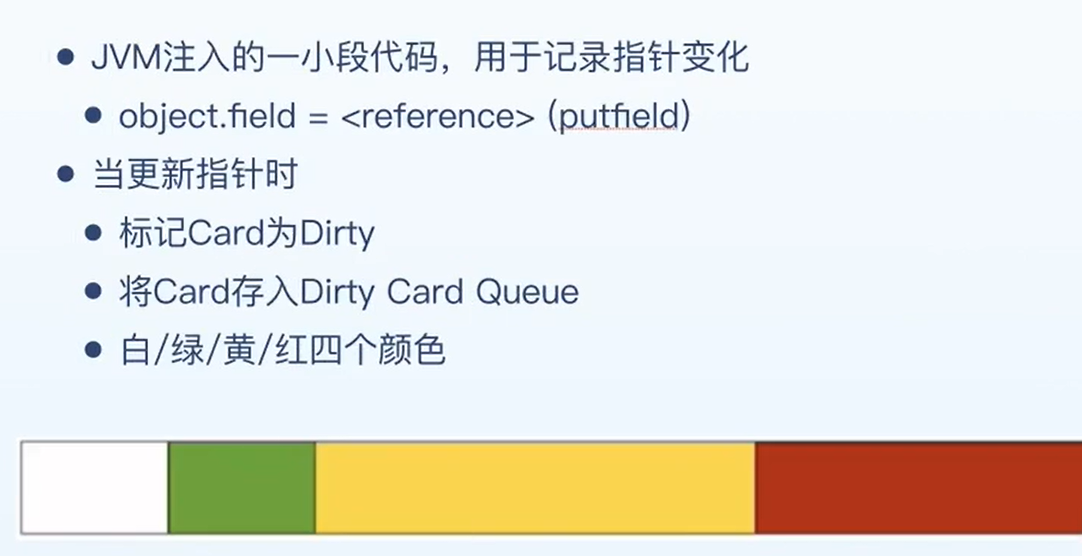 JVM注入的一小段代码，用于记录指针变化
object.field = <reference> (putfield)
当更新指针时
标记Card为Dirty
将Card存入Dirty Card Queue
白/绿/黄/红四个颜色